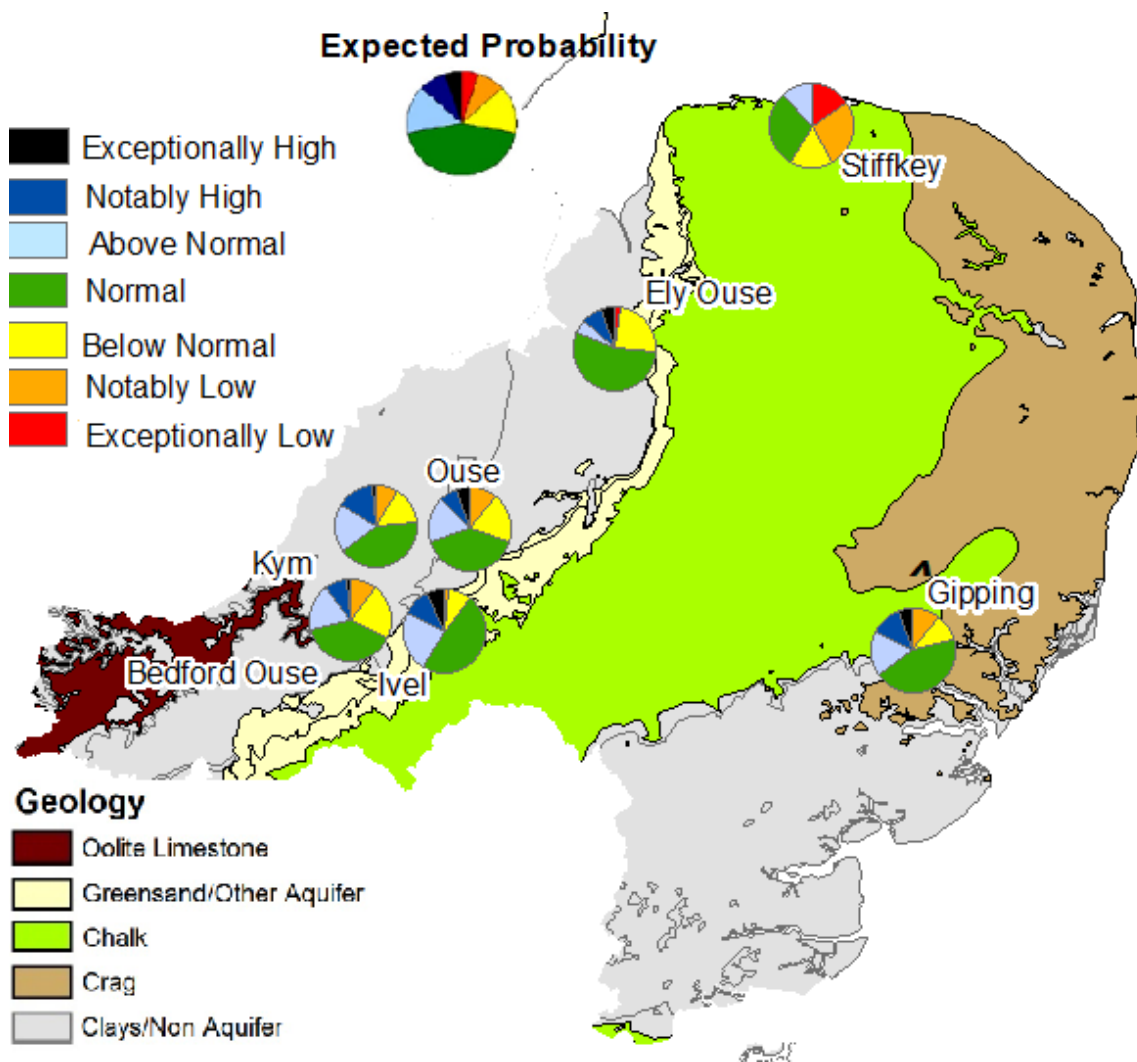 Expected Probability
Exceptionally High
Notably High
Above Normal
Normal
Below Normal
Notably Low
Exceptionally Low
Stiffkey
Ely Ouse
Ouse
Kym
Gipping
Bedford Ouse
Ivel
Geology
Oolite Limestone
Greensand/Other Aquifer
Chalk
Crag
Clays/Non Aquifer